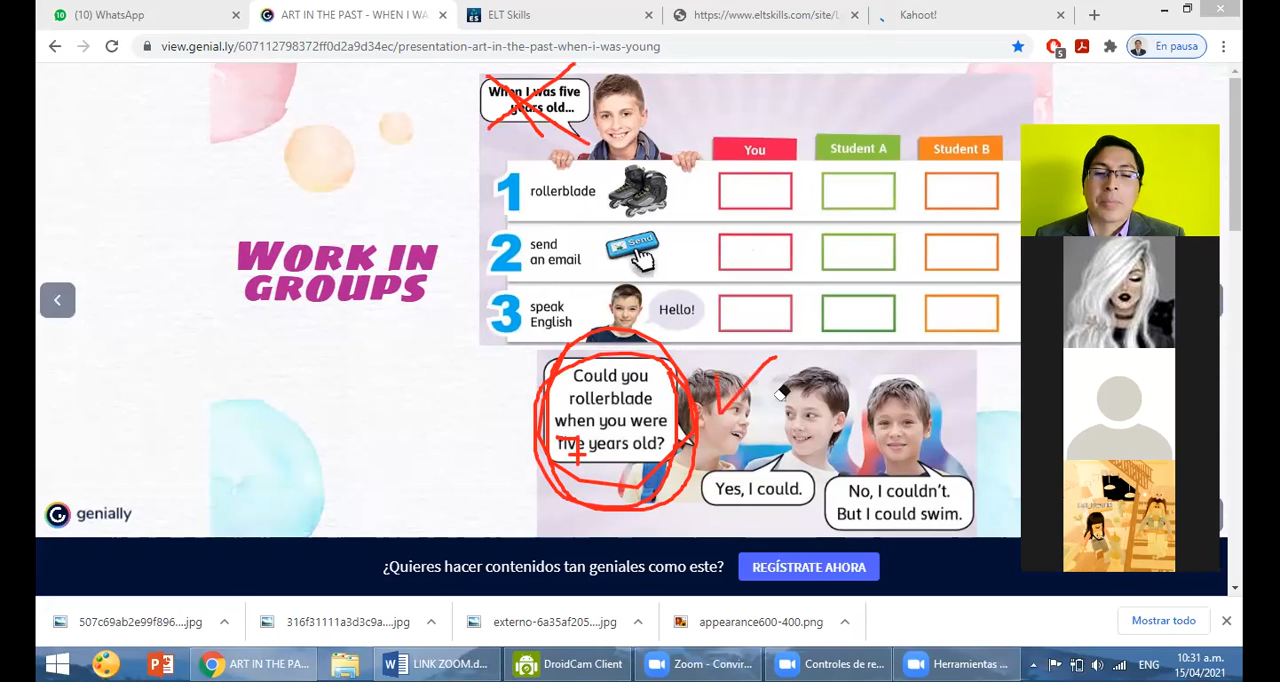 (10) WhatsApp
ART IN THE PAST - WHEN I WA
ELT Skills
https://www.eltskills.com/site/L
Kahoot!
view.genial.ly/607112798372ff0d2a9d34ec/presentation-art-in-the-past-when-i-was-young
5
En pausa
When I was five
years old...
You
Student A
Student B
1 rollerblade
2 send
an email
Send
3 speak
English
Hello!
WORK IN
GROUPS
Could you
rollerblade
when you were
five years old?
Yes, I could.
No, I couldn't.
But I could swim.
genially
¿Quieres hacer contenidos tan geniales como este?
REGÍSTRATE AHORA
507c69ab2e99f896....jpg
316f31111a3d3c9a....jpg
externo-6a35af205....jpg
appearance600-400.png
Mostrar todo
ART IN THE PA...
LINK ZOOM.d...
DroidCam Client
Zoom - Convir...
Controles de re...
Herramientas ...
ENG
10:31 a.m.
15/04/2021